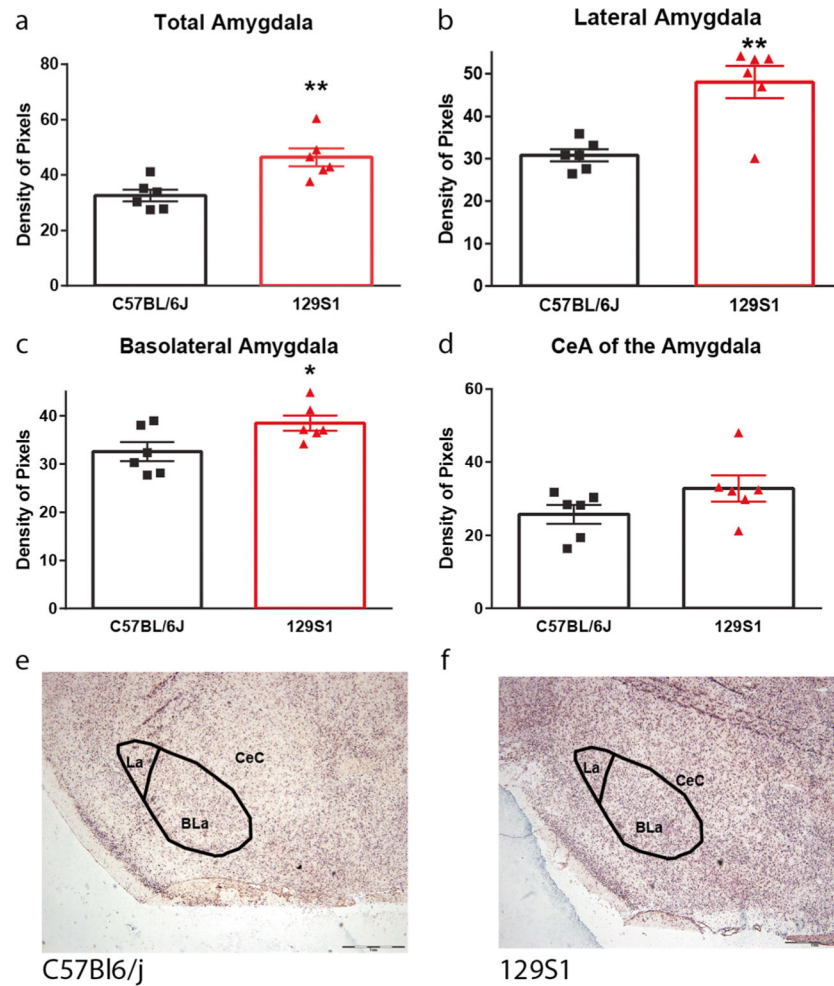 a
Total Amygdala
**
Density of Pixels
80
60
40
20
0
C57BL/6J
129S1
b
Lateral Amygdala
**
Density of Pixels
50
40
30
20
10
0
C57BL/6J
129S1
c
Basolateral Amygdala
*
Density of Pixels
40
30
20
10
0
C57BL/6J
129S1
d
CeA of the Amygdala
Density of Pixels
60
40
20
0
C57BL/6J
129S1
e
La
CeC
BLa
C57Bl6/j
f
La
CeC
BLa
129S1